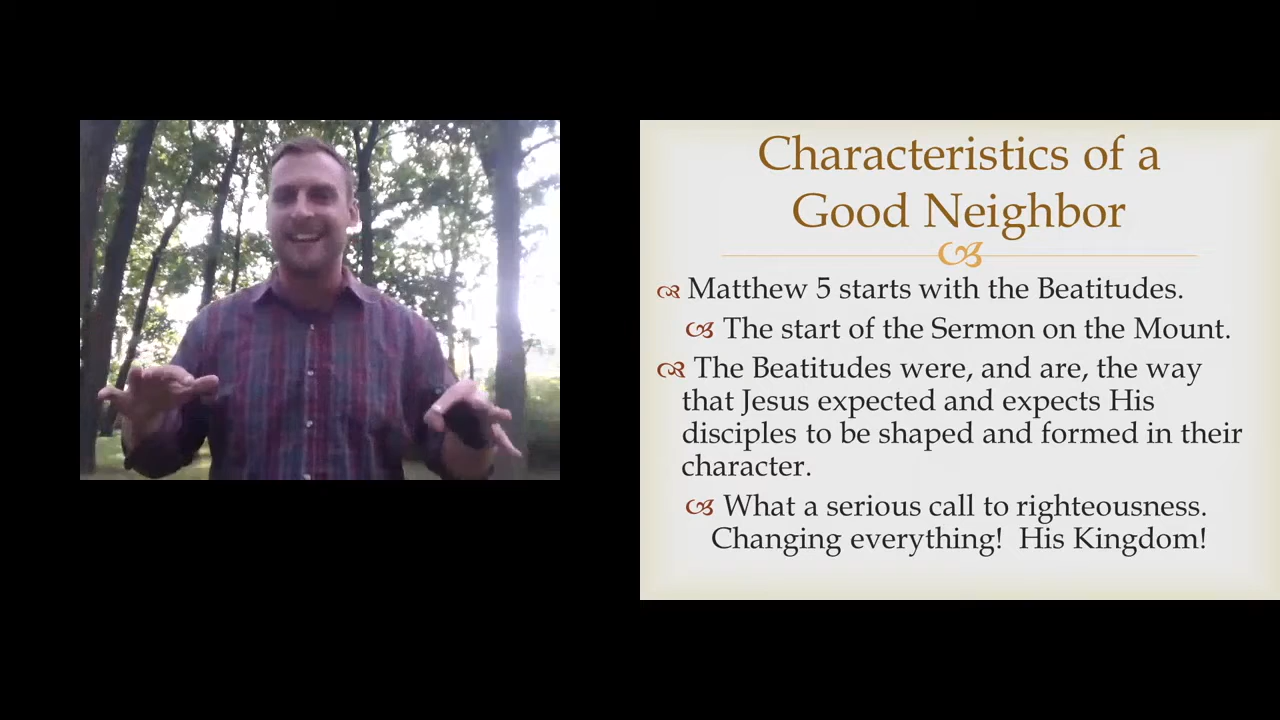 Characteristics of a
Good Neighbor
Matthew 5 starts with the Beatitudes.
The start of the Sermon on the Mount.
The Beatitudes were, and are, the way
that Jesus expected and expects His
disciples to be shaped and formed in their
character.
What a serious call to righteousness.
Changing everything!  His Kingdom!